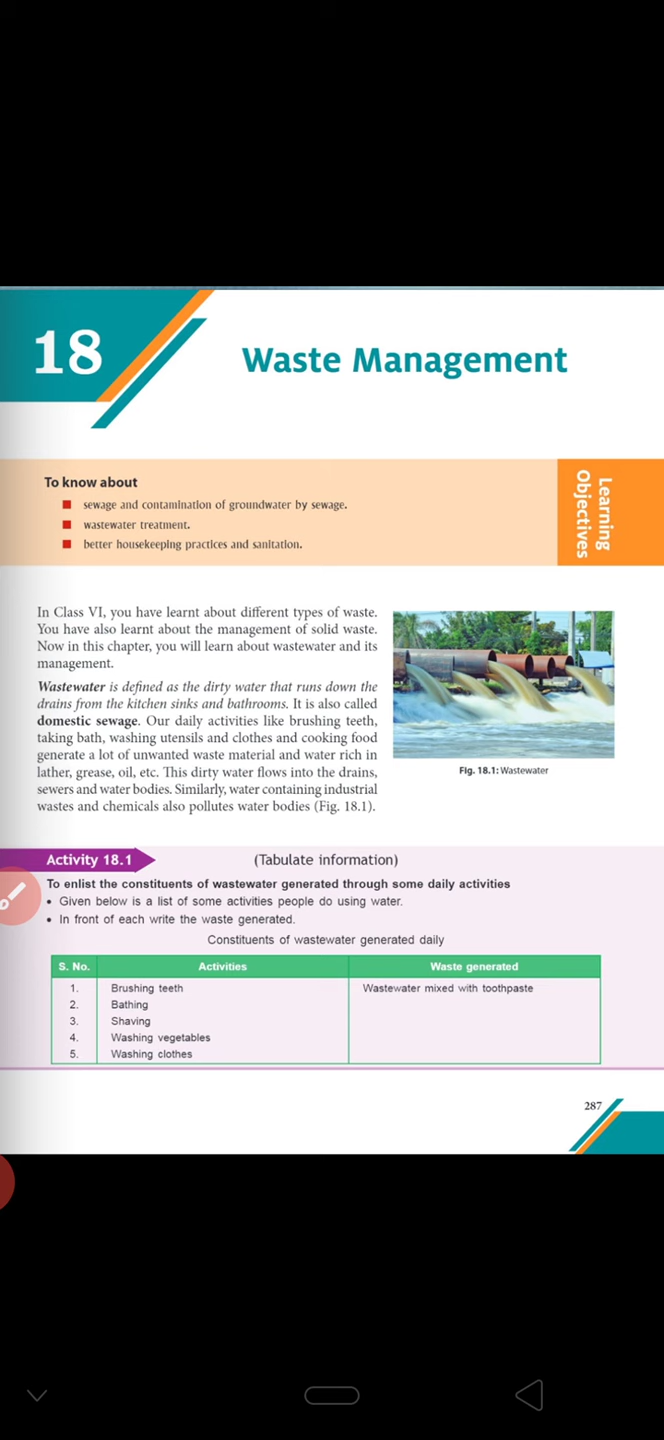 18
Waste Management
To know about
■ sewage and contamination of groundwater by sewage.
■ wastewater treatment.
■ better housekeeping practices and sanitation.
Learning
Objectives
In Class VI, you have learnt about different types of waste.
You have also learnt about the management of solid waste.
Now in this chapter, you will learn about wastewater and its
management.
Wastewater is defined as the dirty water that runs down the
drains from the kitchen sinks and bathrooms. It is also called
domestic sewage. Our daily activities like brushing teeth,
taking bath, washing utensils and clothes and cooking food
generate a lot of unwanted waste material and water rich in
lather, grease, oil, etc. This dirty water flows into the drains,
sewers and water bodies. Similarly, water containing industrial
wastes and chemicals also pollutes water bodies (Fig. 18.1).
Fig. 18.1: Wastewater
Activity 18.1 (Tabulate information)
To enlist the constituents of wastewater generated through some daily activities
• Given below is a list of some activities people do using water.
• In front of each write the waste generated.
Constituents of wastewater generated daily
S. No. Activities Waste generated
1. Brushing teeth Wastewater mixed with toothpaste
2. Bathing
3. Shaving
4. Washing vegetables
5. Washing clothes
287